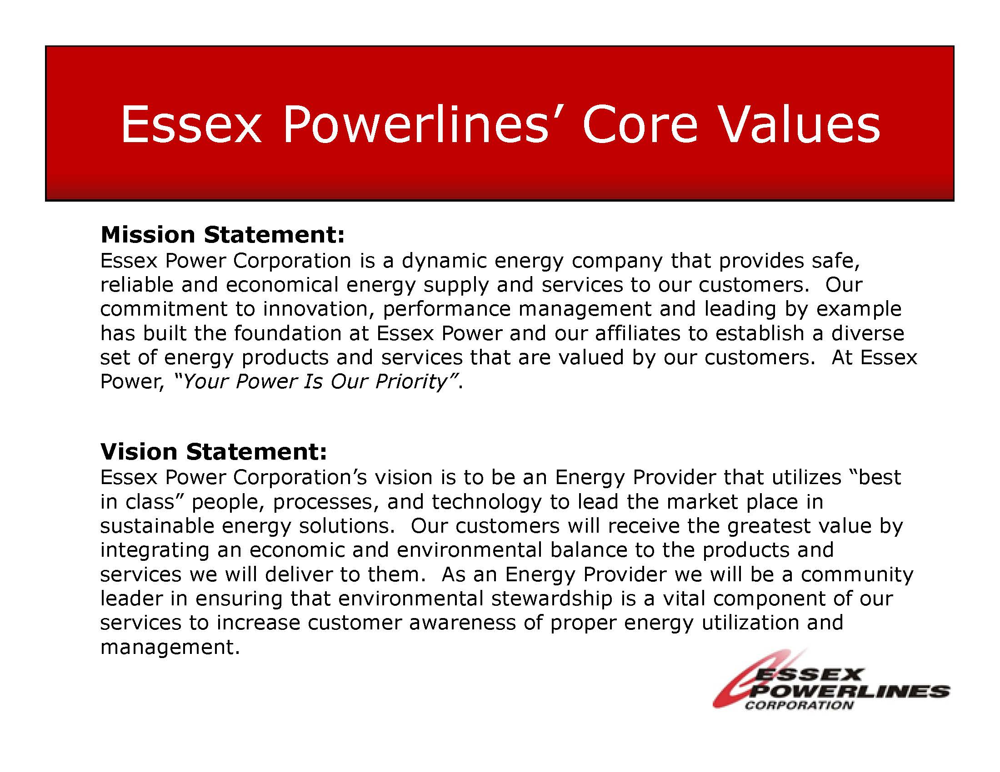 Essex Powerlines’ Core Values
Mission Statement:
Essex Power Corporation is a dynamic energy company that provides safe,
reliable and economical energy supply and services to our customers.  Our
commitment to innovation, performance management and leading by example
has built the foundation at Essex Power and our affiliates to establish a diverse
set of energy products and services that are valued by our customers.  At Essex
Power, “Your Power Is Our Priority”.
Vision Statement:
Essex Power Corporation’s vision is to be an Energy Provider that utilizes “best
in class” people, processes, and technology to lead the market place in
sustainable energy solutions.  Our customers will receive the greatest value by
integrating an economic and environmental balance to the products and
services we will deliver to them.  As an Energy Provider we will be a community
leader in ensuring that environmental stewardship is a vital component of our
services to increase customer awareness of proper energy utilization and
management.
ESSEX
POWERLINES
CORPORATION